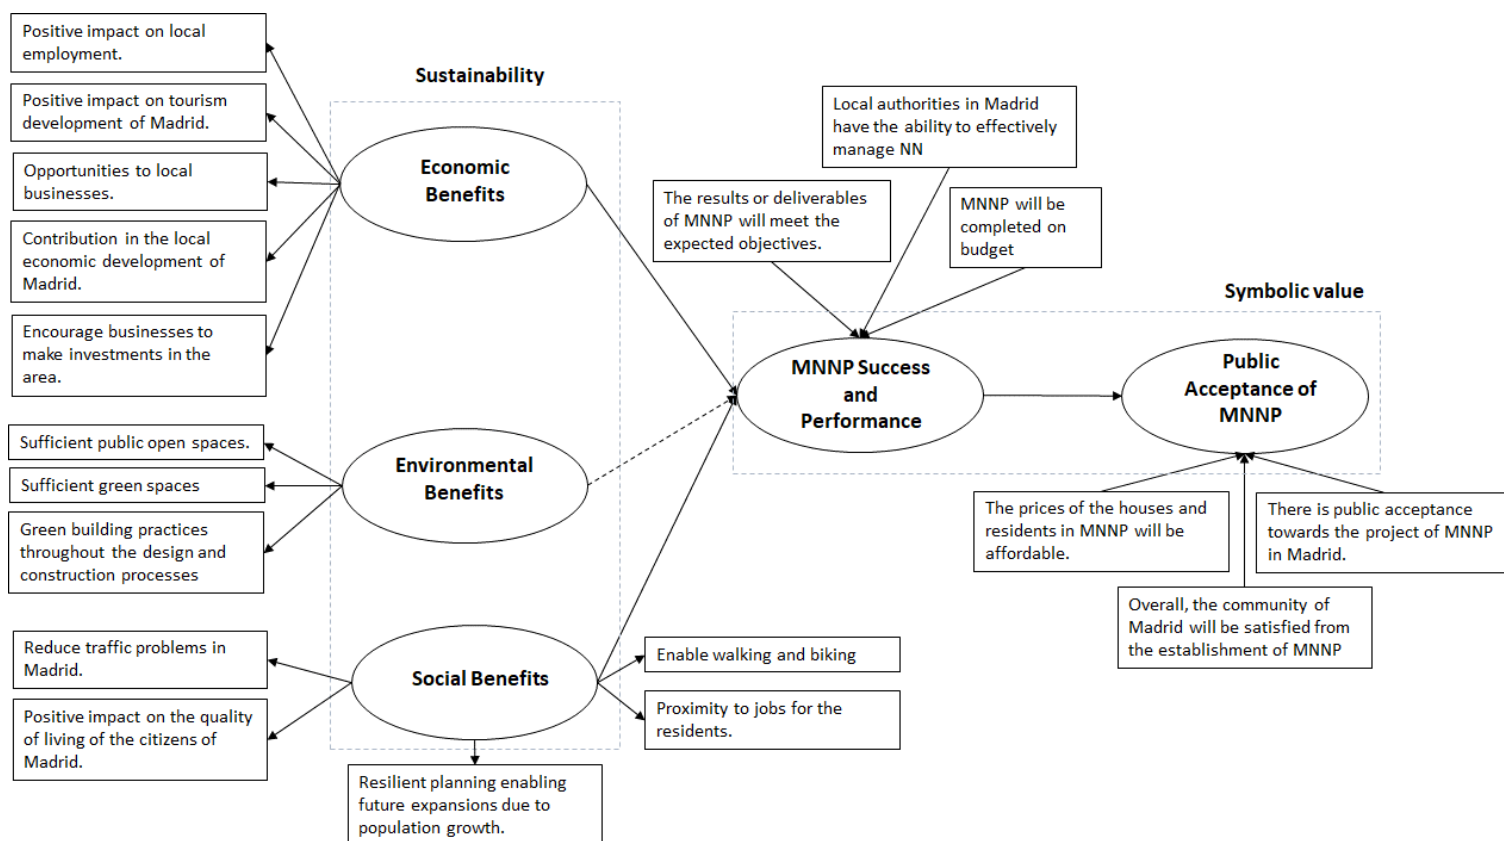 Positive impact on local
employment.
Positive impact on tourism
development of Madrid.
Opportunities to local
businesses.
Contribution in the local
economic development of
Madrid.
Encourage businesses to
make investments in the
area.
Sufficient public open spaces.
Sufficient green spaces
Green building practices
throughout the design and
construction processes
Reduce traffic problems in
Madrid.
Positive impact on the quality
of living of the citizens of
Madrid.
Sustainability
Economic
Benefits
Environmental
Benefits
Social Benefits
Resilient planning enabling
future expansions due to
population growth.
Enable walking and biking
Proximity to jobs for the
residents.
Local authorities in Madrid
have the ability to effectively
manage NN
The results or deliverables
of MNNP will meet the
expected objectives.
MNNP will be
completed on
budget
Symbolic value
MNNP Success
and
Performance
Public
Acceptance of
MNNP
The prices of the houses and
residents in MNNP will be
affordable.
There is public acceptance
towards the project of MNNP
in Madrid.
Overall, the community of
Madrid will be satisfied from
the establishment of MNNP